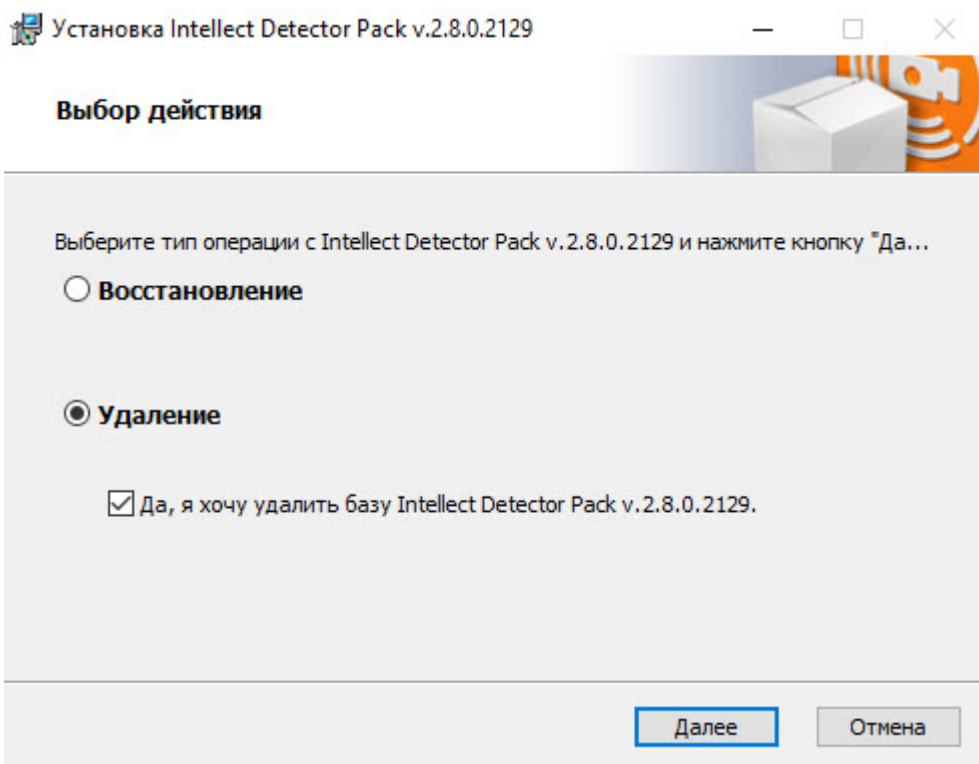 Установка Intellect Detector Pack v.2.8.0.2129
Выбор действия
Выберите тип операции с Intellect Detector Pack v.2.8.0.2129 и нажмите кнопку "Да...
Восстановление
Удаление
Да, я хочу удалить базу Intellect Detector Pack v.2.8.0.2129.
Далее
Отмена